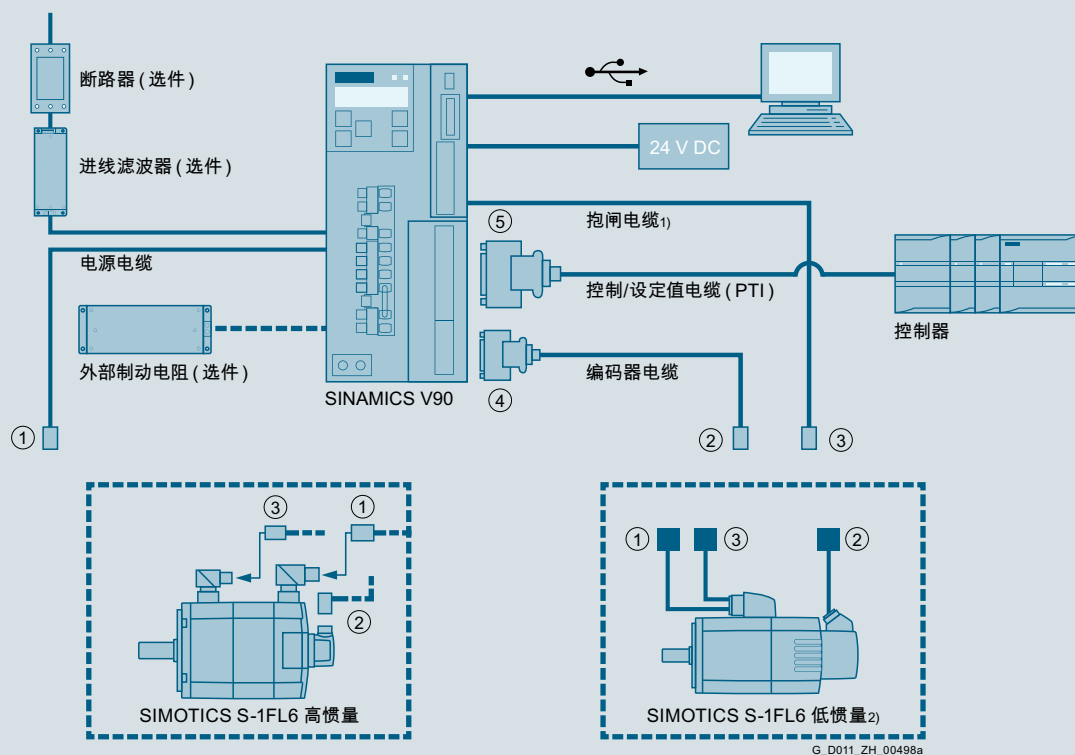 断路器 ( 选件 )
进线滤波器 ( 选件 )
24 V DC
⑤
抱闸电缆1)
电源电缆
控制/设定值电缆 ( PTI )
控制器
外部制动电阻 ( 选件 )
编码器电缆
SINAMICS V90
④
①
②
③
③
①
②
SIMOTICS S-1FL6 高惯量
①
③
②
SIMOTICS S-1FL6 低惯量2)
G_D011_ZH_00498a